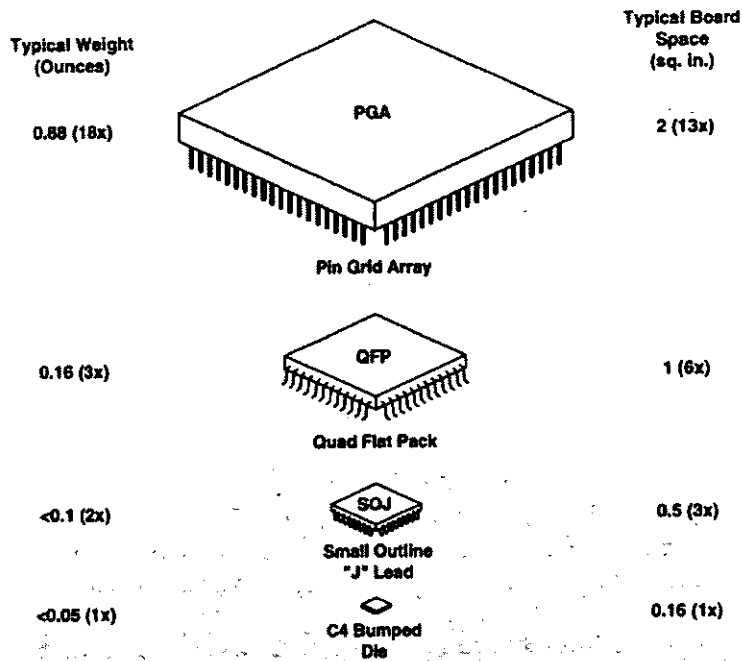 Typical Weight
(Ounces)
Typical Board
Space
(sq. in.)
PGA
0.88 (18x)
2 (13x)
Pin Grid Array
QFP
0.16 (3x)
1 (6x)
Quad Flat Pack
SOJ
<0.1 (2x)
0.5 (3x)
Small Outline
"J" Lead
<0.05 (1x)
0.16 (1x)
C4 Bumped
Die